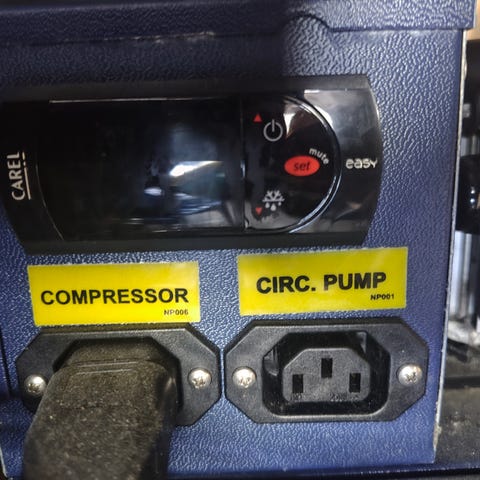 CAREL
mute
set
easy
COMPRESSOR
NP006
CIRC. PUMP
NP001